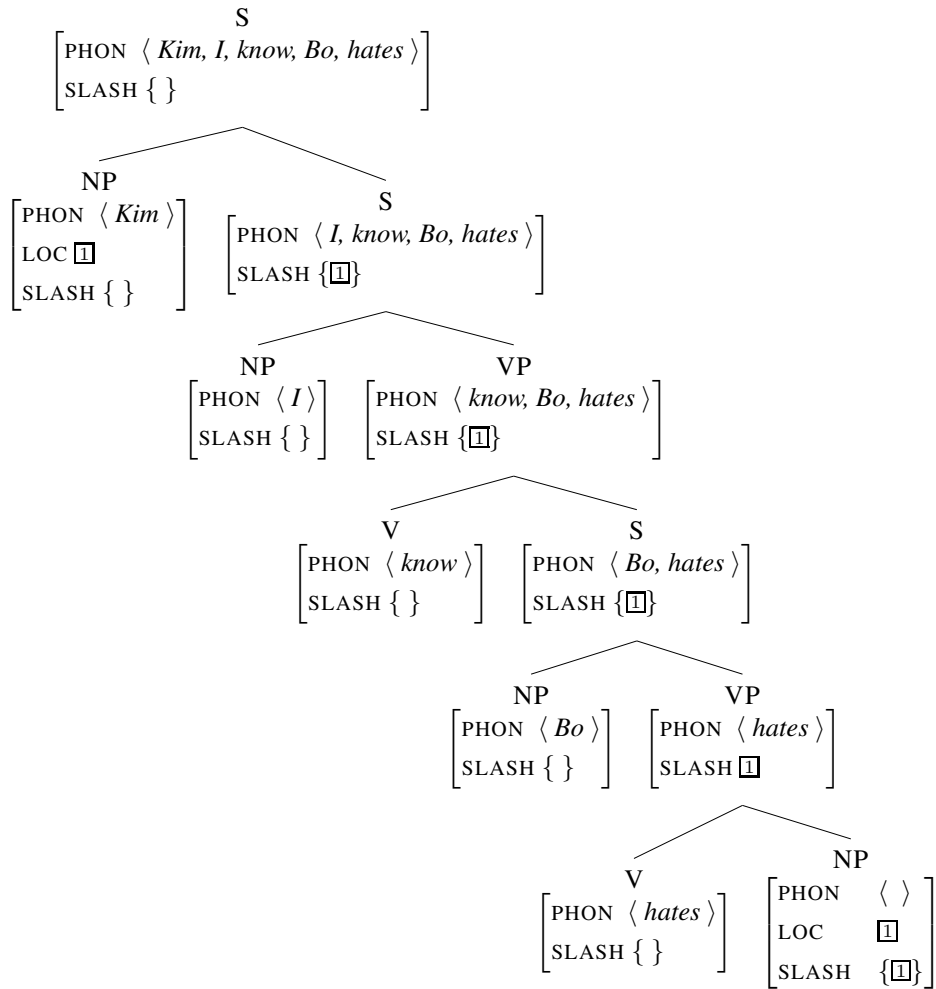 S
PHON ⟨ Kim, I, know, Bo, hates ⟩
SLASH { }
NP
PHON ⟨ Kim ⟩
LOC 1
SLASH { }
S
PHON ⟨ I, know, Bo, hates ⟩
SLASH {1}
NP
PHON ⟨ I ⟩
SLASH { }
VP
PHON ⟨ know, Bo, hates ⟩
SLASH {1}
V
PHON ⟨ know ⟩
SLASH { }
S
PHON ⟨ Bo, hates ⟩
SLASH {1}
NP
PHON ⟨ Bo ⟩
SLASH { }
VP
PHON ⟨ hates ⟩
SLASH 1
V
PHON ⟨ hates ⟩
SLASH { }
NP
PHON ⟨ ⟩
LOC 1
SLASH {1}